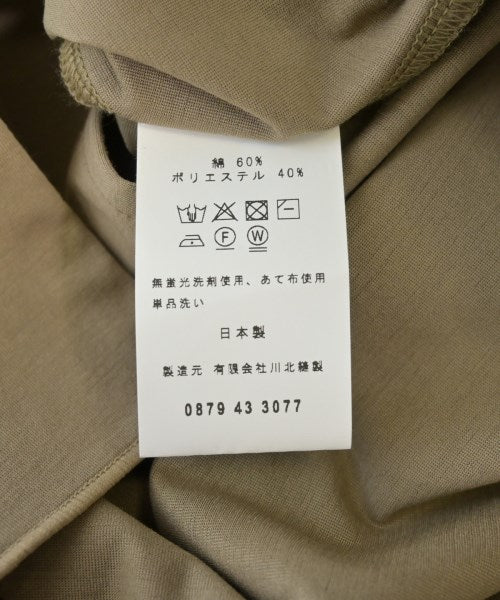 綿 60%
ポリエステル 40%
F W
無蛍光洗剤使用、あて布使用
単品洗い
日本製
製造元 有限会社川北縫製
0879 43 3077